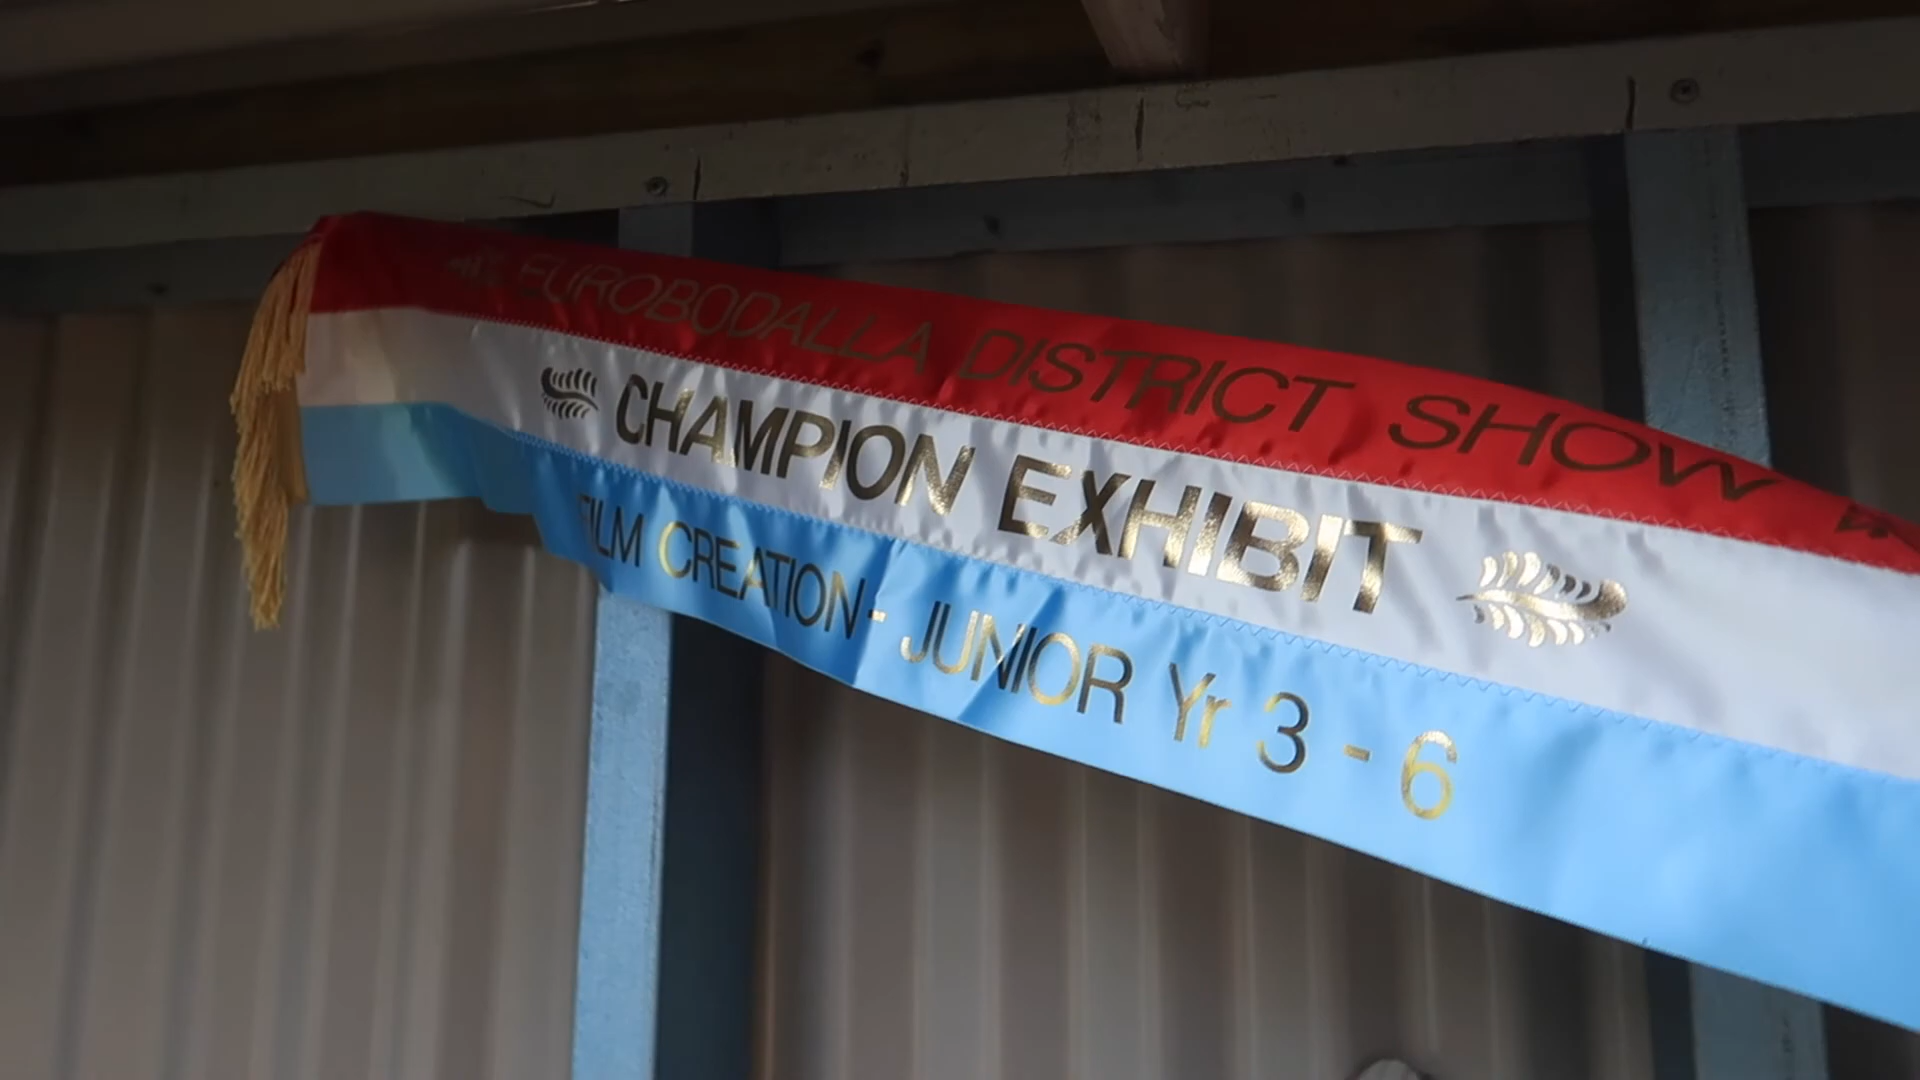 EUROBODALLA DISTRICT SHOW
CHAMPION EXHIBIT
FILM CREATION - JUNIOR Yr 3 - 6